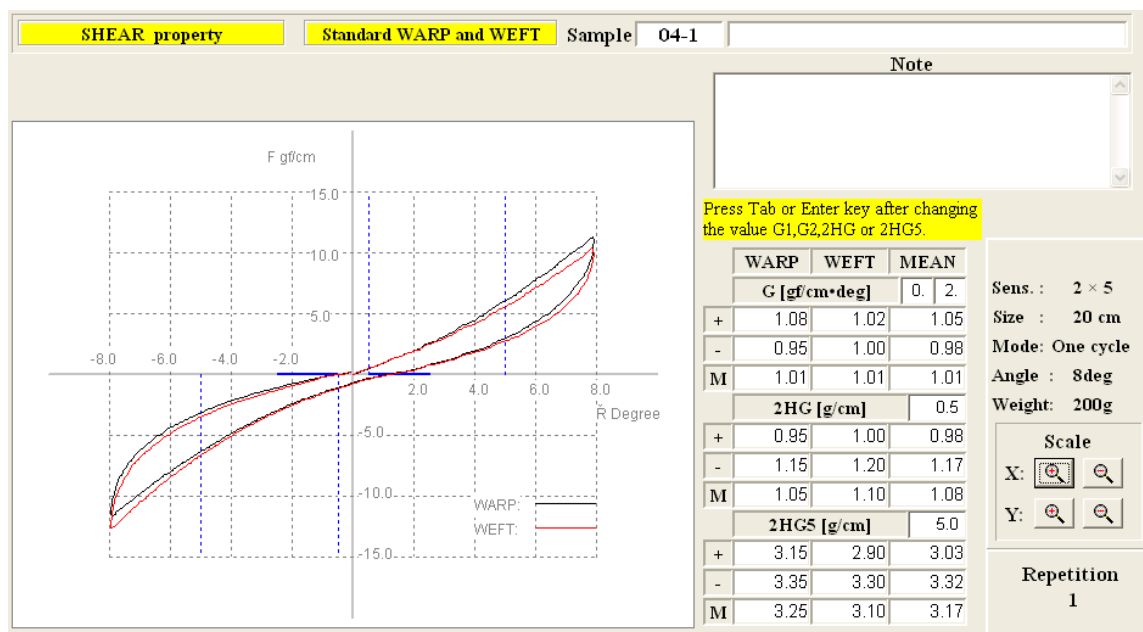 SHEAR property Standard WARP and WEFT Sample 04-1
Note
F gf/cm
15.0
10.0
5.0
-8.0 -6.0 -4.0 -2.0
2.0 4.0 6.0 8.0
R Degree
-5.0
-10.0
WARP:
WEFT:
-15.0
Press Tab or Enter key after changing
the value G1,G2,2HG or 2HG5.
WARP WEFT MEAN
G [gf/cm•deg] 0. 2.
+ 1.08 1.02 1.05
- 0.95 1.00 0.98
M 1.01 1.01 1.01
2HG [g/cm] 0.5
+ 0.95 1.00 0.98
- 1.15 1.20 1.17
M 1.05 1.10 1.08
2HG5 [g/cm] 5.0
+ 3.15 2.90 3.03
- 3.35 3.30 3.32
M 3.25 3.10 3.17
Sens. : 2 × 5
Size : 20 cm
Mode: One cycle
Angle : 8deg
Weight: 200g
Scale
X:
Y:
Repetition
1